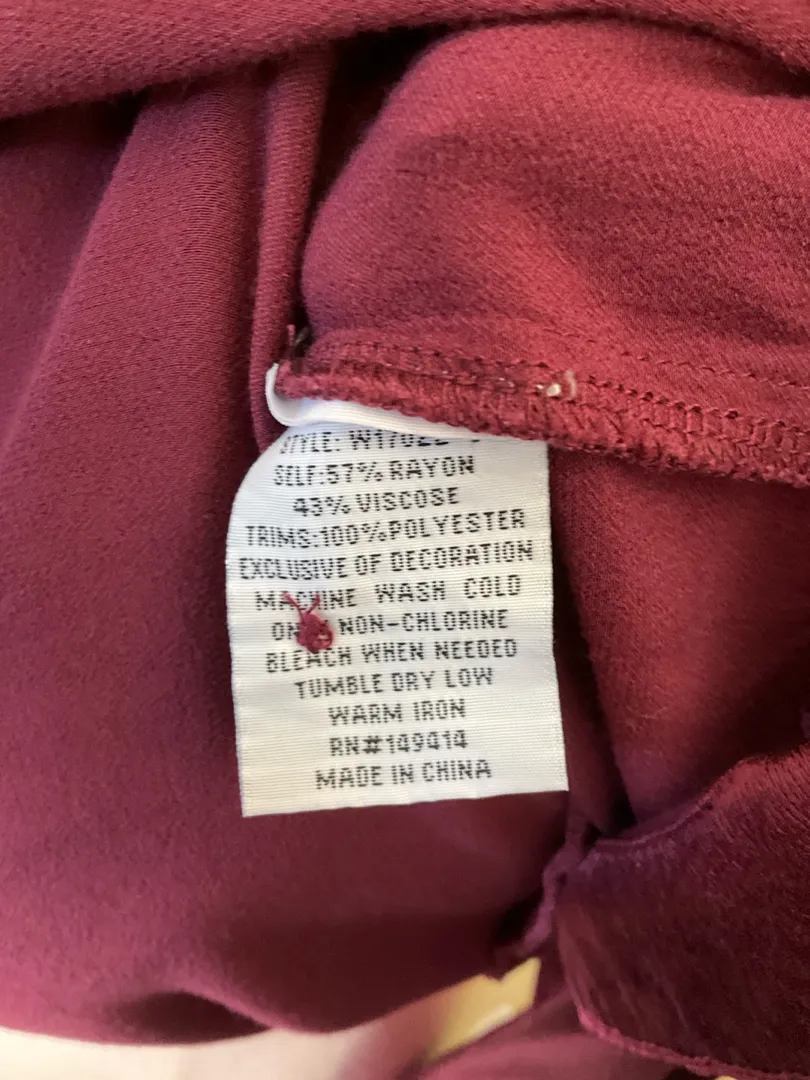 STYLE:
SELF:57% RAYON
43% VISCOSE
TRIMS:100%POLYESTER
EXCLUSIVE OF DECORATION
MACHINE WASH COLD
NON-CHLORINE
BLEACH WHEN NEEDED
TUMBLE DRY LOW
WARM IRON
RN#149414
MADE IN CHINA